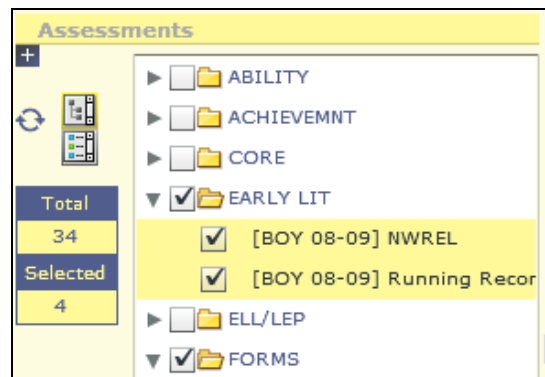 Assessments
+
ABILITY
ACHIEVEMNT
CORE
EARLY LIT
[BOY 08-09] NWREL
[BOY 08-09] Running Recor
ELL/LEP
FORMS
Total
34
Selected
4